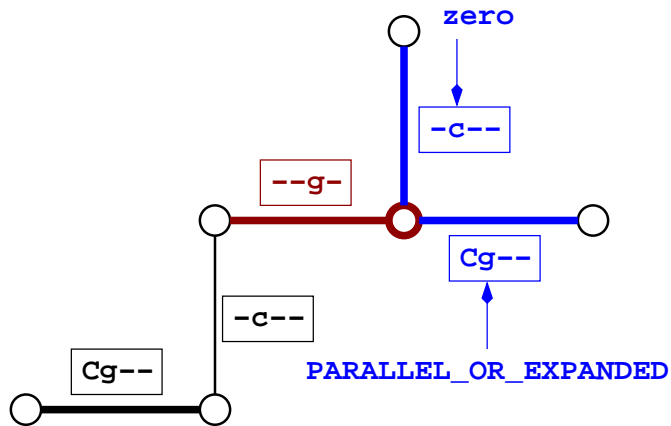 zero
-c--
--g-
Cg--
-c--
Cg--
PARALLEL_OR_EXPANDED